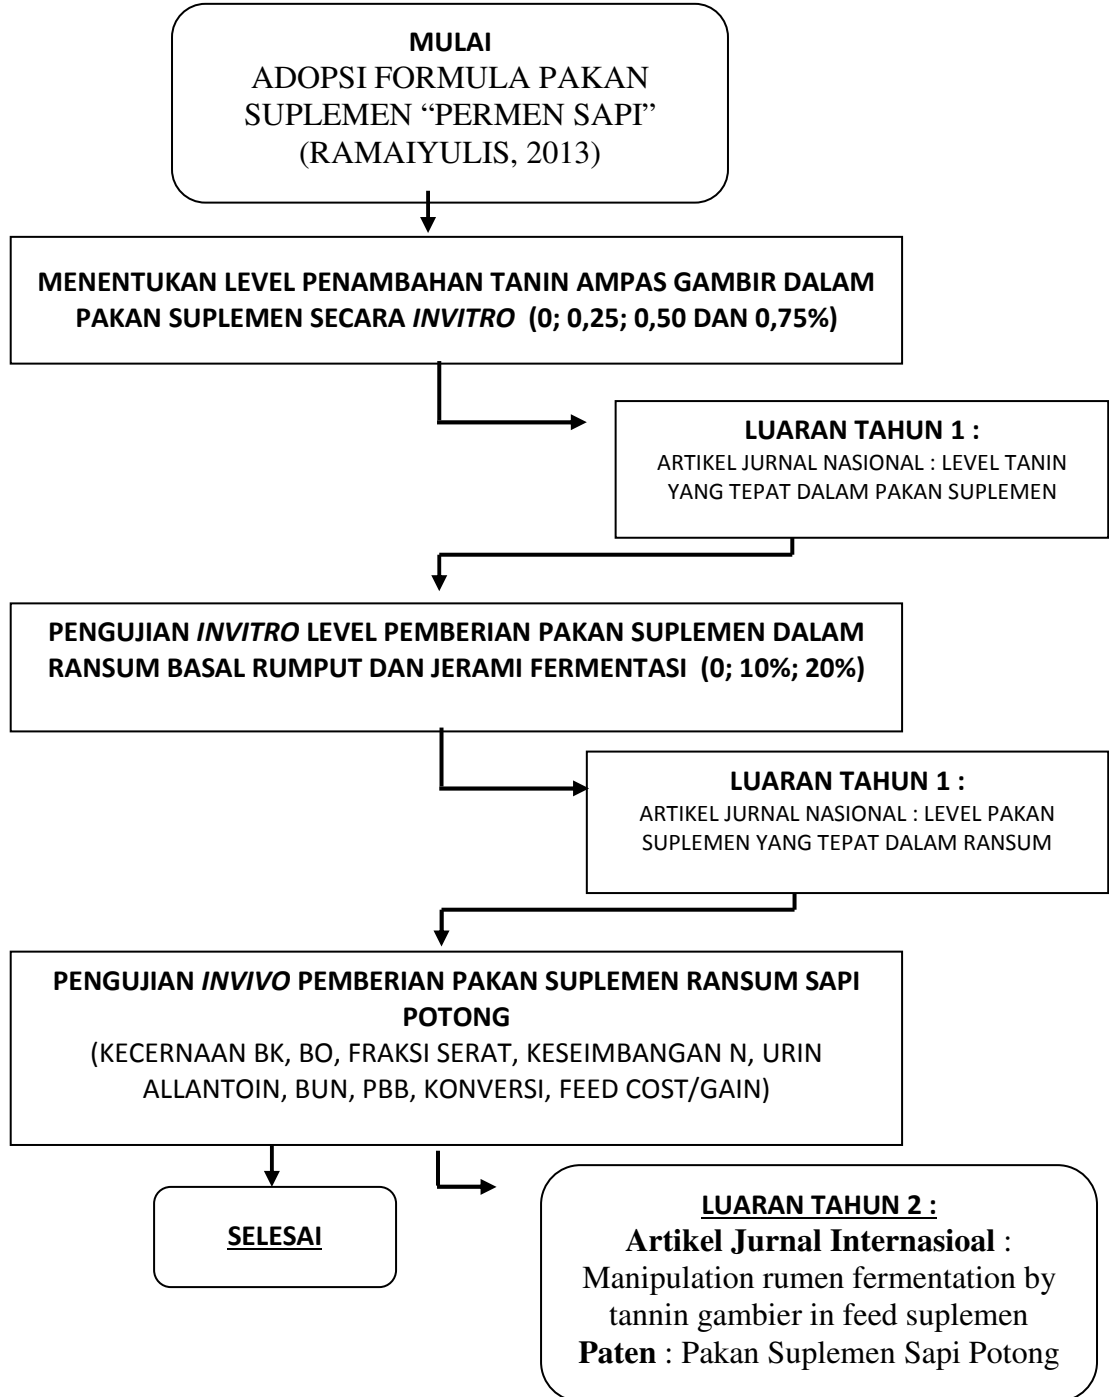 MULAI
ADOPSI FORMULA PAKAN
SUPLEMEN “PERMEN SAPI”
(RAMAIYULIS, 2013)
MENENTUKAN LEVEL PENAMBAHAN TANIN AMPAS GAMBIR DALAM
PAKAN SUPLEMEN SECARA INVITRO (0; 0,25; 0,50 DAN 0,75%)
LUARAN TAHUN 1 :
ARTIKEL JURNAL NASIONAL : LEVEL TANIN
YANG TEPAT DALAM PAKAN SUPLEMEN
PENGUJIAN INVITRO LEVEL PEMBERIAN PAKAN SUPLEMEN DALAM
RANSUM BASAL RUMPUT DAN JERAMI FERMENTASI (0; 10%; 20%)
LUARAN TAHUN 1 :
ARTIKEL JURNAL NASIONAL : LEVEL PAKAN
SUPLEMEN YANG TEPAT DALAM RANSUM
PENGUJIAN INVIVO PEMBERIAN PAKAN SUPLEMEN RANSUM SAPI
POTONG
(KECERNAAN BK, BO, FRAKSI SERAT, KESEIMBANGAN N, URIN
ALLANTOIN, BUN, PBB, KONVERSI, FEED COST/GAIN)
SELESAI
LUARAN TAHUN 2 :
Artikel Jurnal Internasioal :
Manipulation rumen fermentation by
tannin gambier in feed suplemen
Paten : Pakan Suplemen Sapi Potong